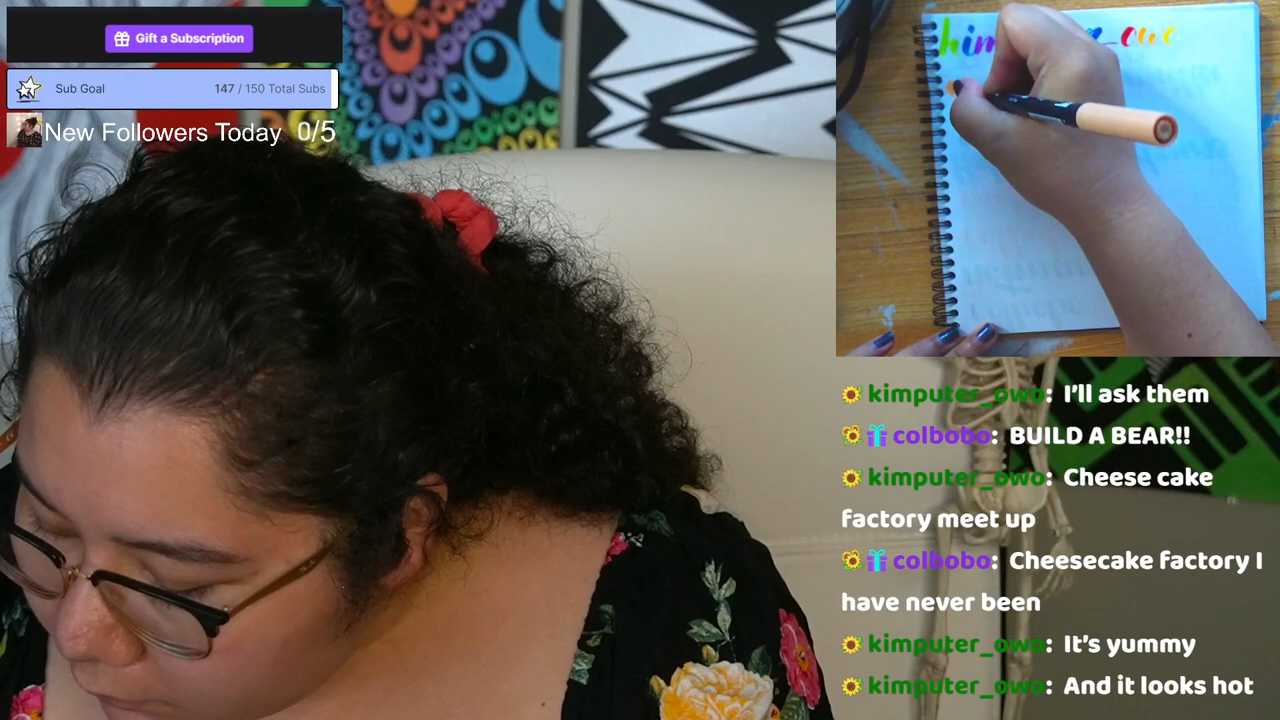 Gift a Subscription
Sub Goal 147 / 150 Total Subs
New Followers Today 0/5
owo
kimputer_owo: I'll ask them
colbobo: BUILD A BEAR!!
kimputer_owo: Cheese cake
factory meet up
colbobo: Cheesecake factory I
have never been
kimputer_owo: It's yummy
kimputer_owo: And it looks hot